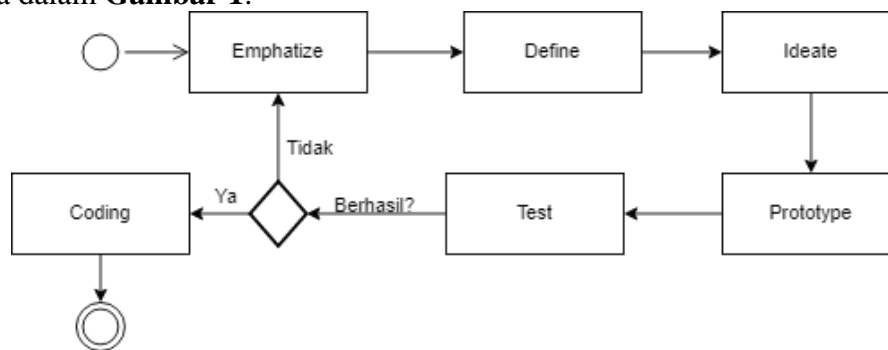 a dalam Gambar 1.
Emphatize
Define
Ideate
Tidak
Coding
Ya
Berhasil?
Test
Prototype